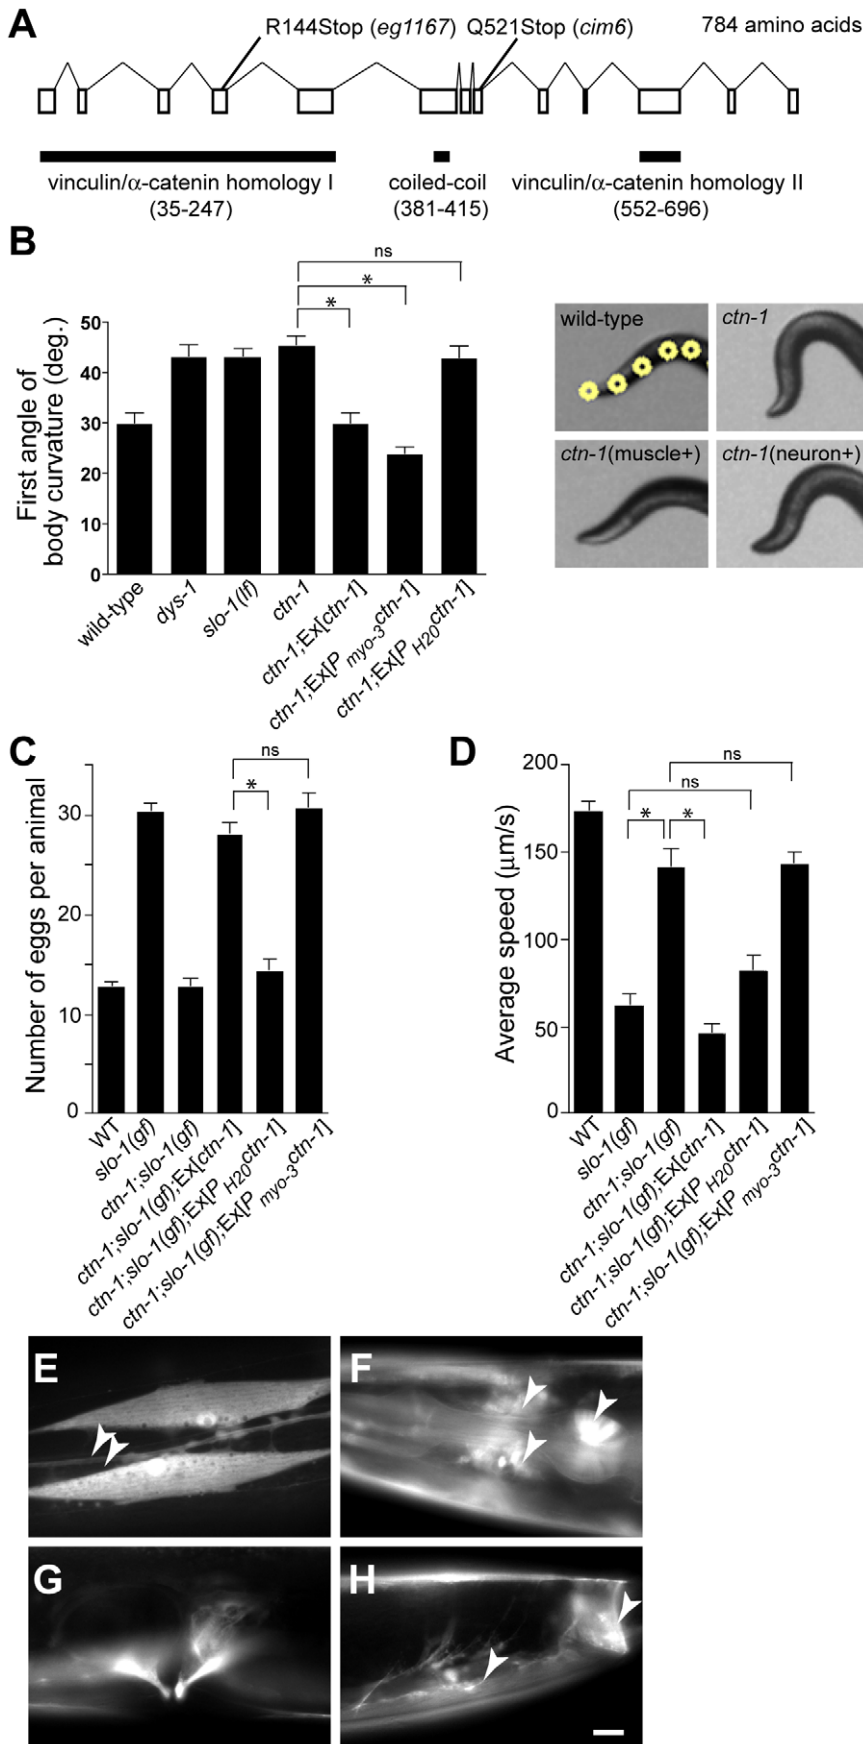 A
R144Stop (eg1167) Q521Stop (cim6) 784 amino acids
vinculin/α-catenin homology I
(35-247)
coiled-coil
(381-415)
vinculin/α-catenin homology II
(552-696)
B
ns
*
*
First angle of
body curvature (deg.)
50
40
30
20
10
0
wild-type
dys-1
slo-1(lf)
ctn-1
ctn-1;Ex[ctn-1]
ctn-1;Ex[P myo-3ctn-1]
ctn-1;Ex[P H20ctn-1]
wild-type
ctn-1
ctn-1(muscle+)
ctn-1(neuron+)
C
ns
*
Number of eggs per animal
30
20
10
0
WT
slo-1(gf)
ctn-1;slo-1(gf)
ctn-1;slo-1(gf);Ex[ctn-1]
ctn-1;slo-1(gf);Ex[P H20ctn-1]
ctn-1;slo-1(gf);Ex[P myo-3ctn-1]
D
ns
ns
*
*
Average speed (μm/s)
200
150
100
50
0
WT
slo-1(gf)
ctn-1;slo-1(gf)
ctn-1;slo-1(gf);Ex[ctn-1]
ctn-1;slo-1(gf);Ex[P H20ctn-1]
ctn-1;slo-1(gf);Ex[P myo-3ctn-1]
E
F
G
H